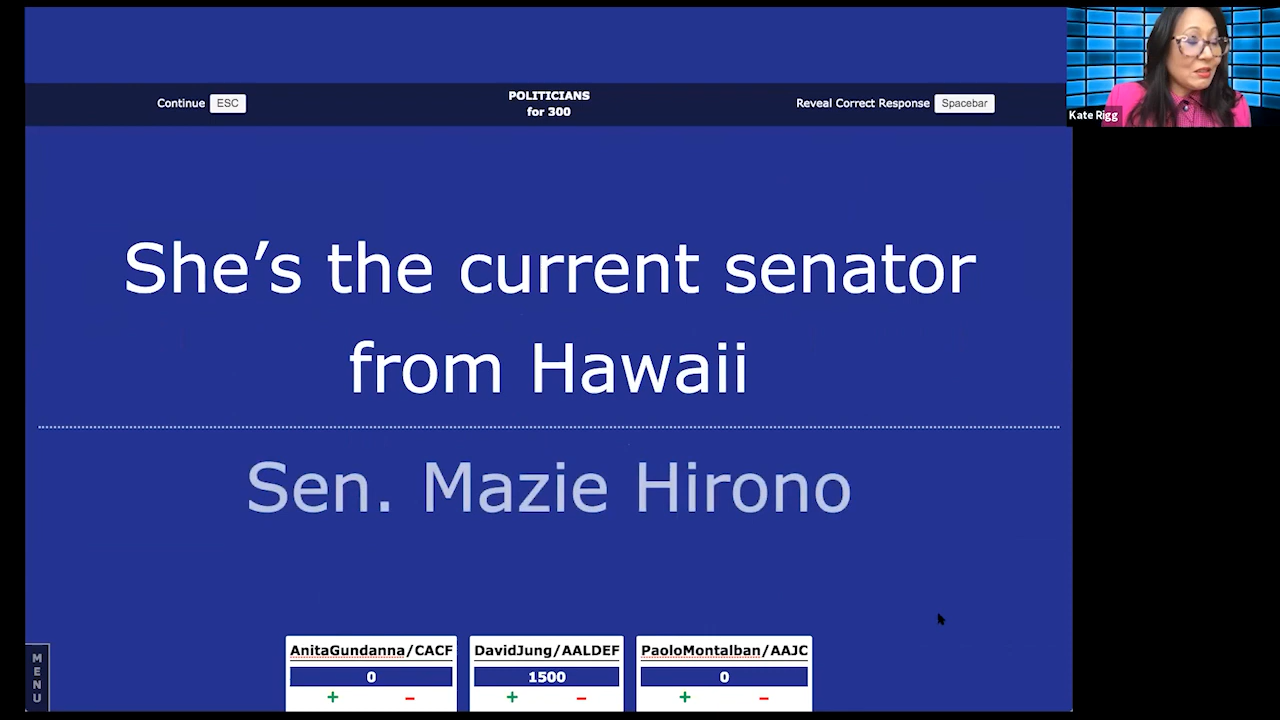 Continue ESC
POLITICIANS
for 300
Reveal Correct Response Spacebar
Kate Rigg
She's the current senator
from Hawaii
Sen. Mazie Hirono
MENU
AnitaGundanna/CACF DavidJung/AALDEF PaoloMontalban/AAJC
0 1500 0
+ − + − + −